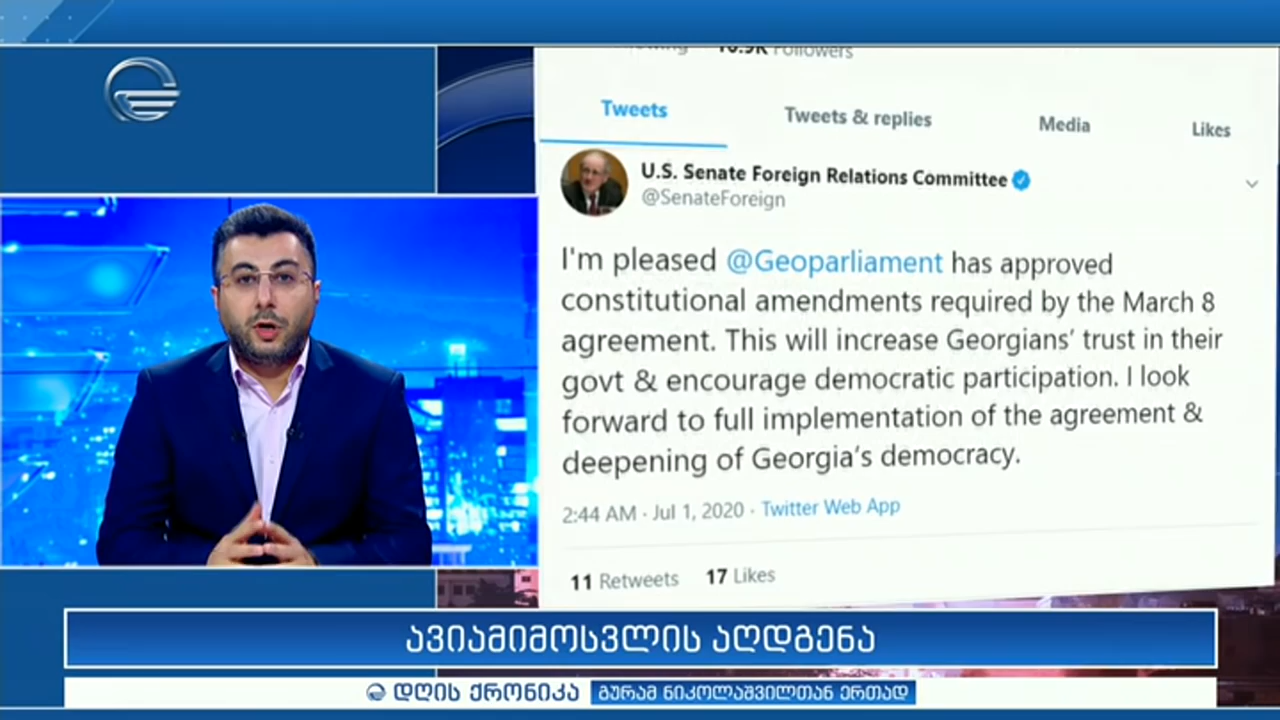 Followers
Tweets
Tweets & replies
Media
Likes
U.S. Senate Foreign Relations Committee
@SenateForeign
I'm pleased @Geoparliament has approved
constitutional amendments required by the March 8
agreement. This will increase Georgians' trust in their
govt & encourage democratic participation. I look
forward to full implementation of the agreement &
deepening of Georgia's democracy.
2:44 AM · Jul 1, 2020 · Twitter Web App
11 Retweets 17 Likes
ავიამიმოსვლის აღდგენა
დღის ქრონიკა გურამ ნიკოლაშვილთან ერთად